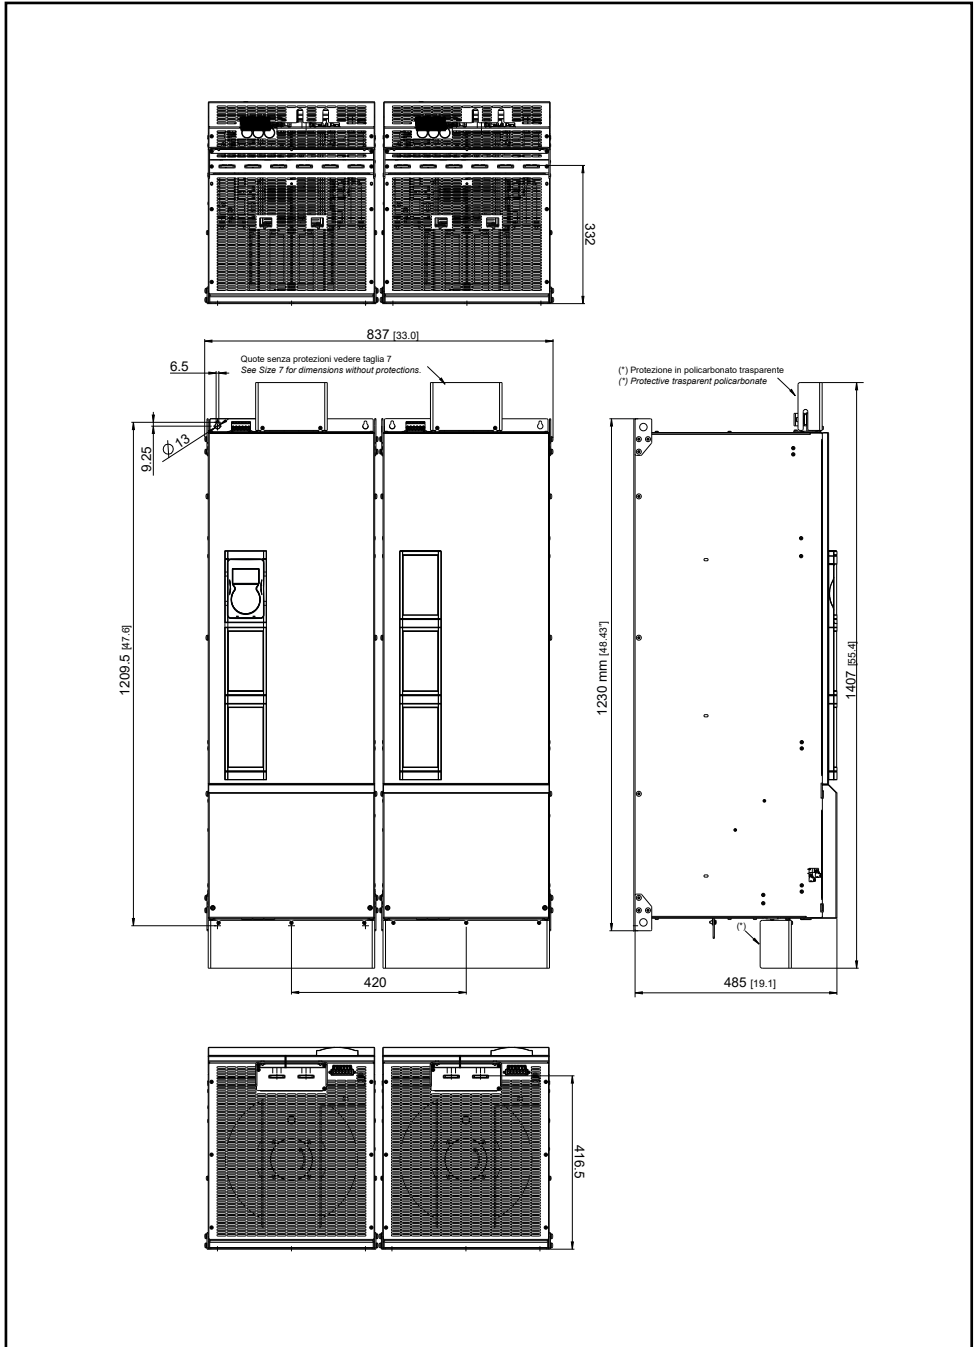 332
837 [33.0]
6.5
Quote senza protezioni vedere taglia 7
See Size 7 for dimensions without protections.
(*) Protezione in policarbonato trasparente
(*) Protective trasparent policarbonate
Ø 13
9.25
1209.5 [47.6]
1230 mm [48.43"]
1407 [55.4]
(*)
420
485 [19.1]
416.5